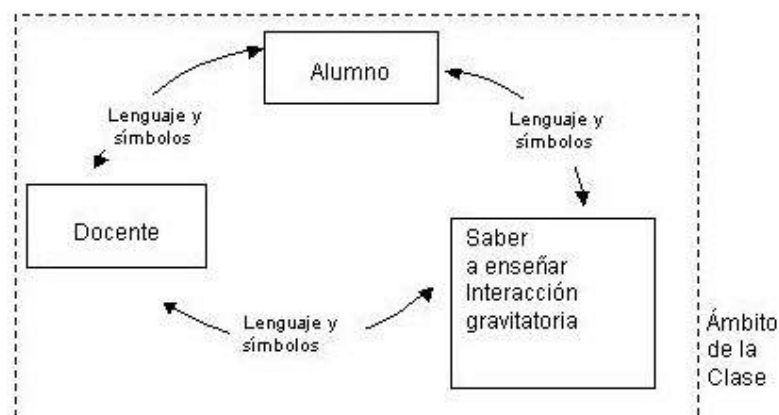 Alumno
Lenguaje y
símbolos
Lenguaje y
símbolos
Docente
Saber
a enseñar
Interacción
gravitatoria
Lenguaje y
símbolos
Ámbito
de la
Clase